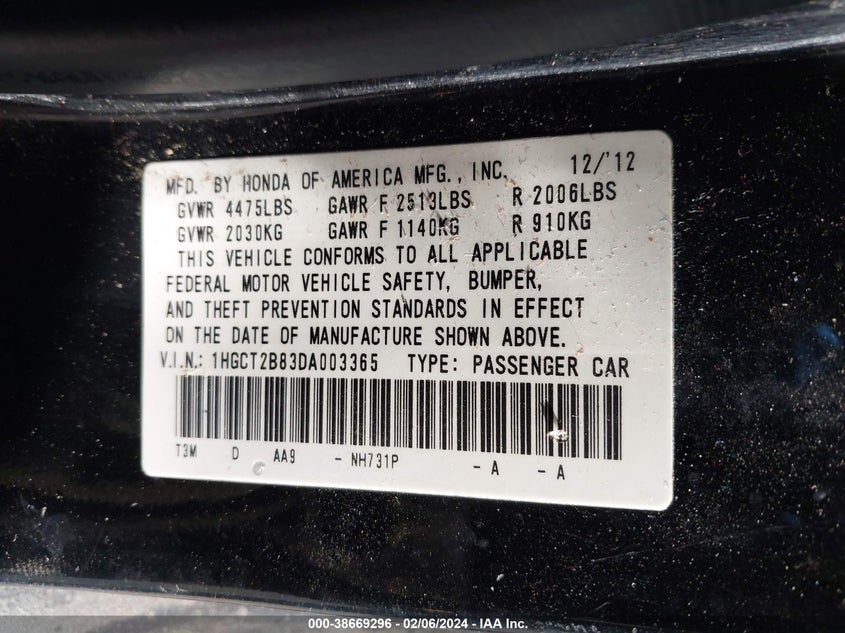 MFD. BY HONDA OF AMERICA MFG., INC. 12/'12
GVWR 4475LBS GAWR F 2513LBS R 2006LBS
GVWR 2030KG GAWR F 1140KG R 910KG
THIS VEHICLE CONFORMS TO ALL APPLICABLE
FEDERAL MOTOR VEHICLE SAFETY, BUMPER,
AND THEFT PREVENTION STANDARDS IN EFFECT
ON THE DATE OF MANUFACTURE SHOWN ABOVE.
V.I.N.: 1HGCT2B83DA003365 TYPE: PASSENGER CAR
T3M D AA9 - NH731P - A - A
000-38669296 - 02/06/2024 - IAA Inc.